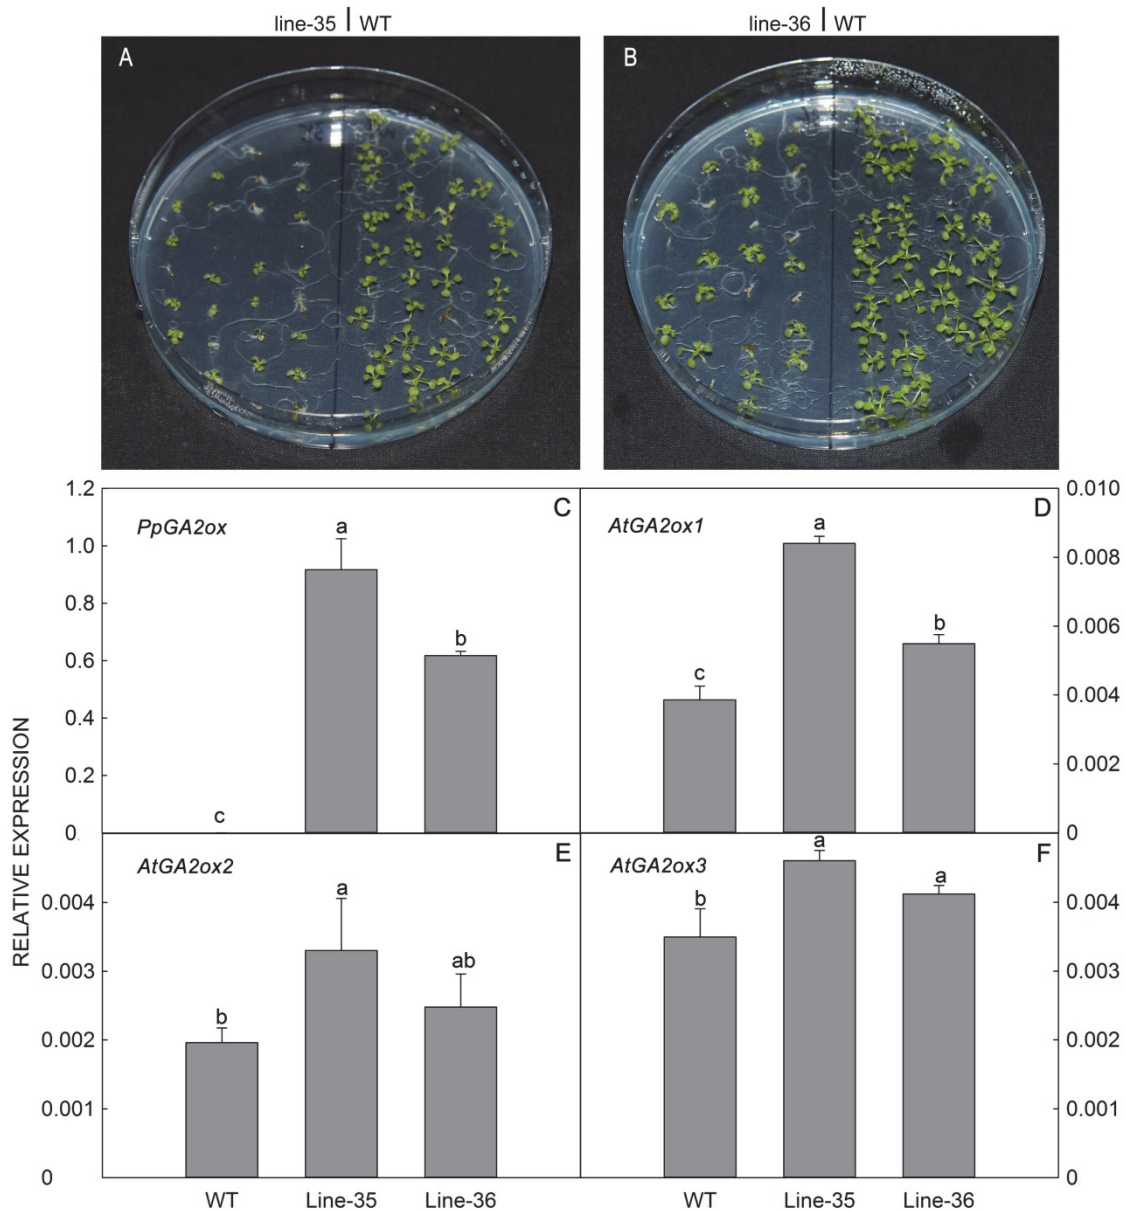 line-35 | WT
line-36 | WT
A
B
RELATIVE EXPRESSION
C
PpGA2ox
1.2
1.0
0.8
0.6
0.4
0.2
0.
c
a
b
D
AtGA2ox1
0.010
0.008
0.006
0.004
0.002
0
c
a
b
E
AtGA2ox2
0.004
0.003
0.002
0.001
0
b
a
ab
F
AtGA2ox3
0.004
0.003
0.002
0.001
0
b
a
a
WT Line-35 Line-36
WT Line-35 Line-36